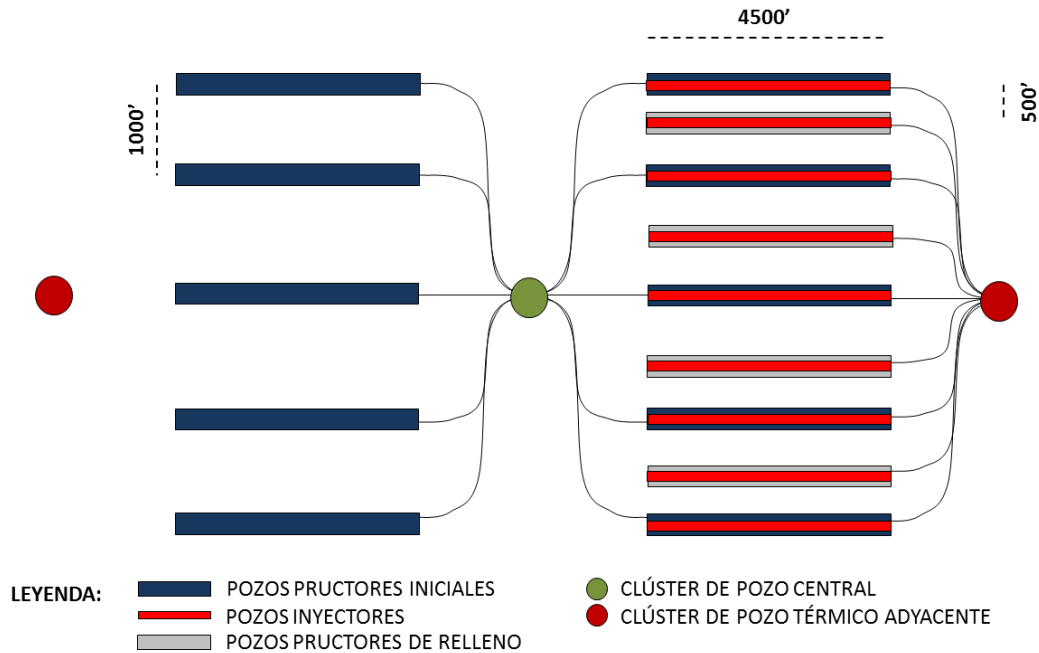 4500’
1000’
500’
LEYENDA:
POZOS PRUCTORES INICIALES
POZOS INYECTORES
POZOS PRUCTORES DE RELLENO
CLÚSTER DE POZO CENTRAL
CLÚSTER DE POZO TÉRMICO ADYACENTE